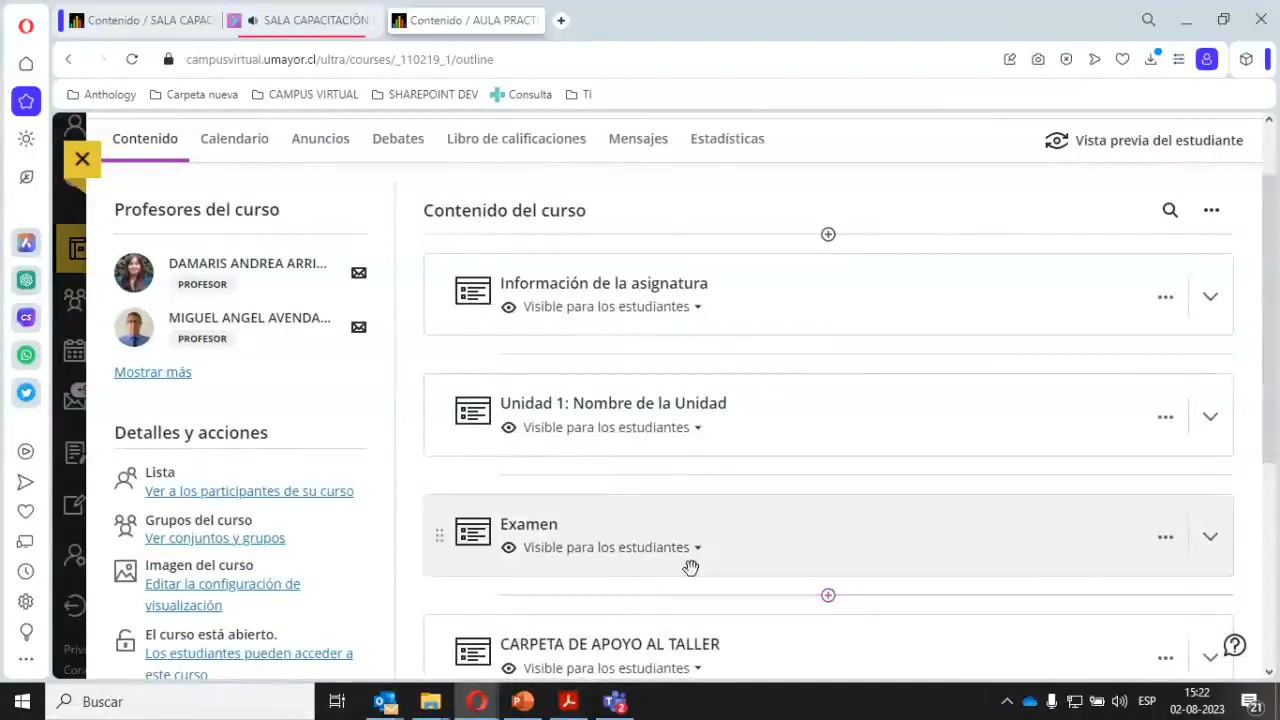 Contenido / SALA CAPAC
SALA CAPACITACIÓN
Contenido / AULA PRACTI
campusvirtual.umayor.cl/ultra/courses/_110219_1/outline
Anthology
Carpeta nueva
CAMPUS VIRTUAL
SHAREPOINT DEV
Consulta
TI
Contenido
Calendario
Anuncios
Debates
Libro de calificaciones
Mensajes
Estadísticas
Vista previa del estudiante
Profesores del curso
DAMARIS ANDREA ARRI...
PROFESOR
MIGUEL ANGEL AVENDA...
PROFESOR
Mostrar más
Detalles y acciones
Lista
Ver a los participantes de su curso
Grupos del curso
Ver conjuntos y grupos
Imagen del curso
Editar la configuración de
visualización
El curso está abierto.
Los estudiantes pueden acceder a
este curso
Contenido del curso
Información de la asignatura
Visible para los estudiantes
Unidad 1: Nombre de la Unidad
Visible para los estudiantes
Examen
Visible para los estudiantes
CARPETA DE APOYO AL TALLER
Visible para los estudiantes
CS
Buscar
2
ESP
15:22
02-08-2023
21